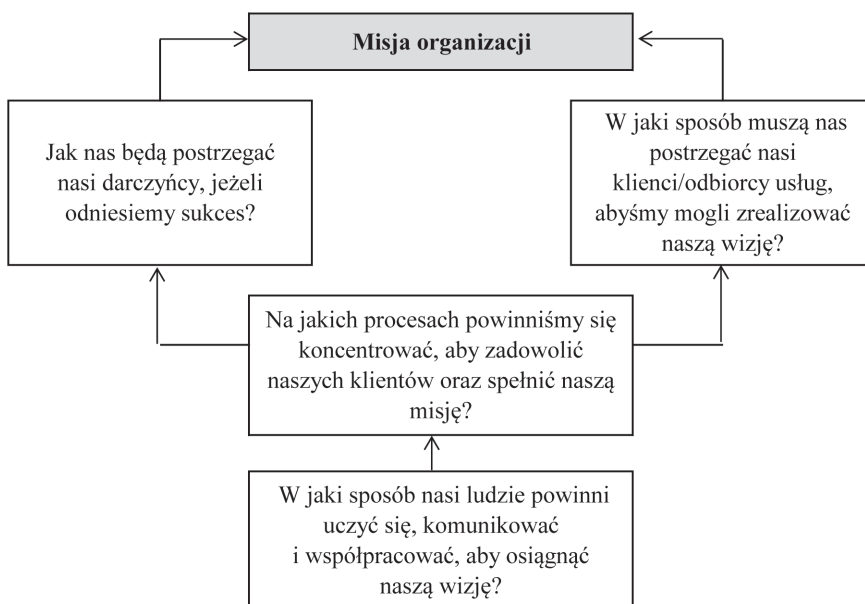 Misja organizacji
Jak nas będą postrzegać
nasi darczyńcy, jeżeli
odniesiemy sukces?
W jaki sposób muszą nas
postrzegać nasi
klienci/odbiorcy usług,
abyśmy mogli zrealizować
naszą wizję?
Na jakich procesach powinniśmy się
koncentrować, aby zadowolić
naszych klientów oraz spełnić naszą
misję?
W jaki sposób nasi ludzie powinni
uczyć się, komunikować
i współpracować, aby osiągnąć
naszą wizję?